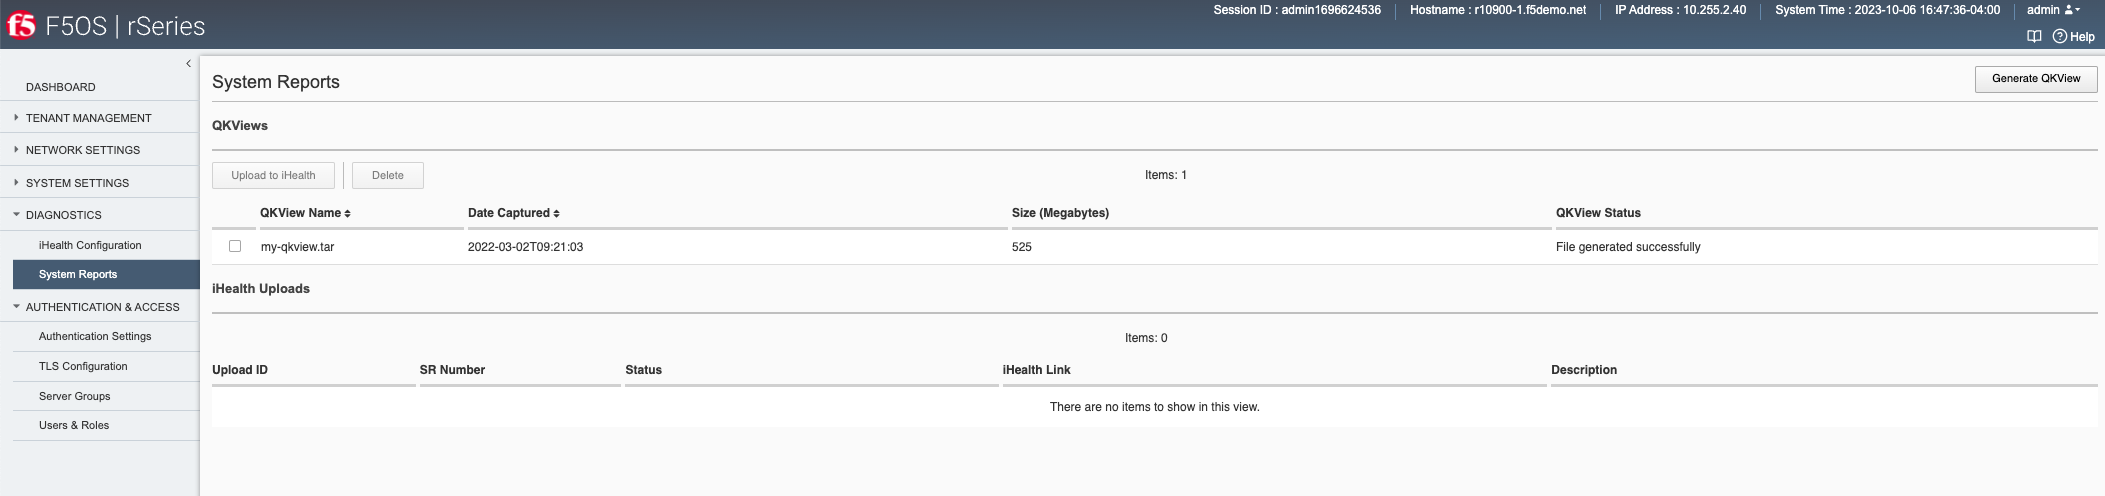 f5 F5OS | rSeries
Session ID : admin1696624536 Hostname : r10900-1.f5demo.net IP Address : 10.255.2.40 System Time : 2023-10-06 16:47:36-04:00 admin
Help
DASHBOARD
TENANT MANAGEMENT
NETWORK SETTINGS
SYSTEM SETTINGS
DIAGNOSTICS
iHealth Configuration
System Reports
AUTHENTICATION & ACCESS
Authentication Settings
TLS Configuration
Server Groups
Users & Roles
System Reports
Generate QKView
QKViews
Upload to iHealth Delete Items: 1
QKView Name Date Captured Size (Megabytes) QKView Status
my-qkview.tar 2022-03-02T09:21:03 525 File generated successfully
iHealth Uploads
Items: 0
Upload ID SR Number Status iHealth Link Description
There are no items to show in this view.